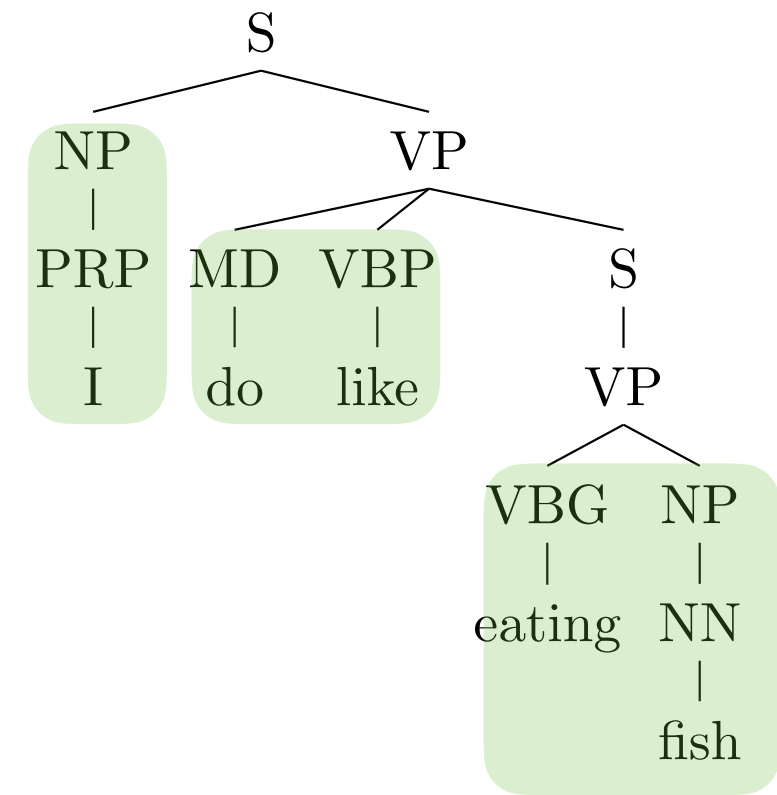 S
NP VP
PRP MD VBP S
I do like VP
VBG NP
eating NN
fish